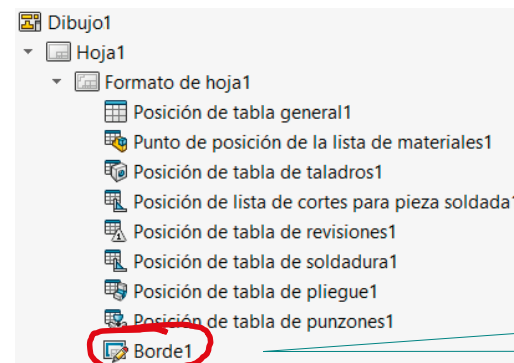 Dibujo1
Hoja1
Formato de hoja1
Posición de tabla general1
Punto de posición de la lista de materiales1
Posición de tabla de taladros1
Posición de lista de cortes para pieza soldada1
Posición de tabla de revisiones1
Posición de tabla de soldadura1
Posición de tabla de pliegue1
Posición de tabla de punzones1
Borde1